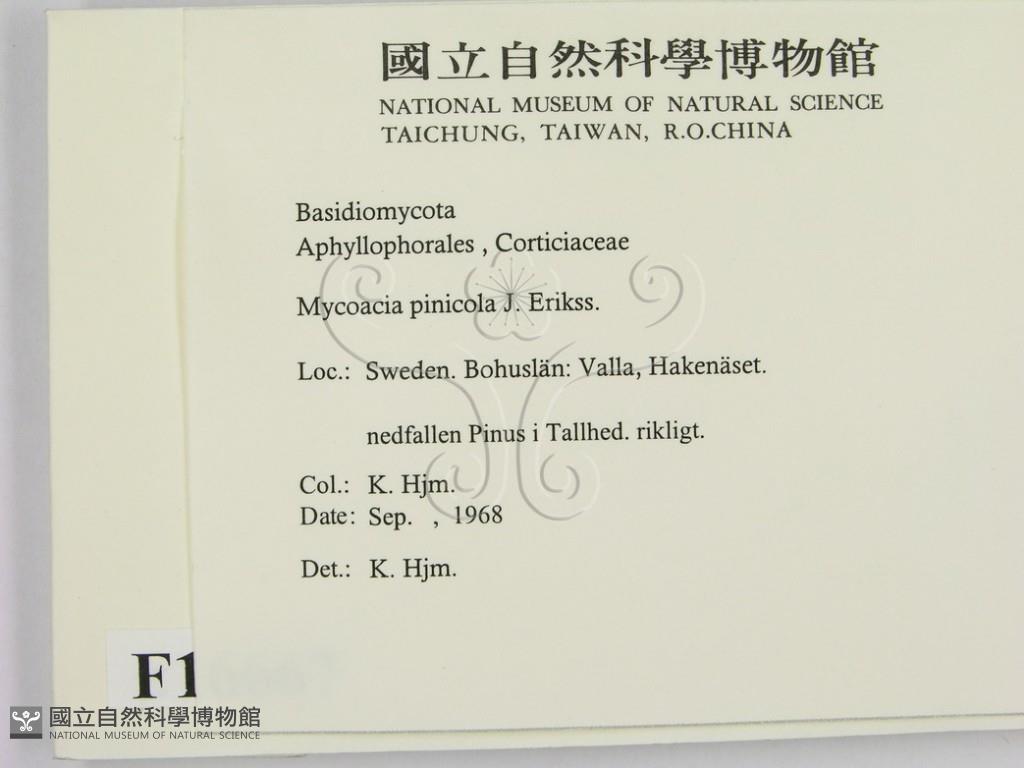 國立自然科學博物館
NATIONAL MUSEUM OF NATURAL SCIENCE
TAICHUNG, TAIWAN, R.O.CHINA
Basidiomycota
Aphyllophorales , Corticiaceae
Mycoacia pinicola J. Erikss.
Loc.: Sweden. Bohuslän: Valla, Hakenäset.
nedfallen Pinus i Tallhed. rikligt.
Col.: K. Hjm.
Date: Sep. , 1968
Det.: K. Hjm.
F1
國立自然科學博物館
NATIONAL MUSEUM OF NATURAL SCIENCE